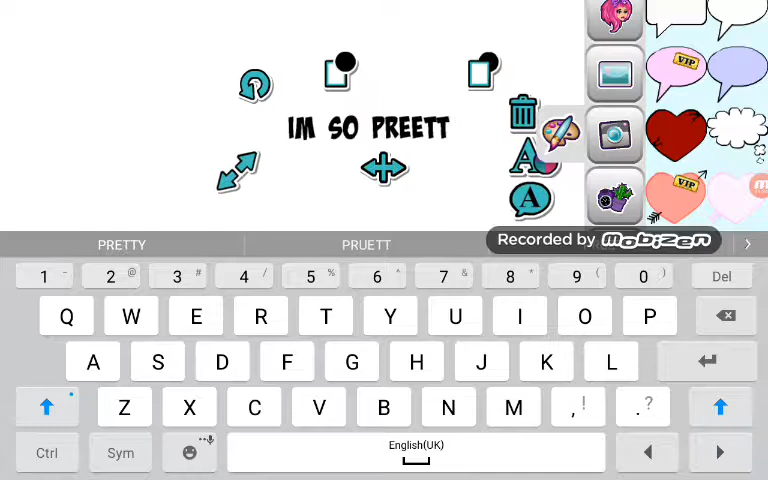 VIP
IM SO PREETT
VIP
A
PRETTY
PRUETT
Recorded by mobizen
1 - 2 @ 3 # 4 / 5 % 6 ^ 7 & 8 * 9 ( 0 ) Del
Q W E R T Y U I O P
A S D F G H J K L
Z X C V B N M , ! . ?
Ctrl Sym English(UK)